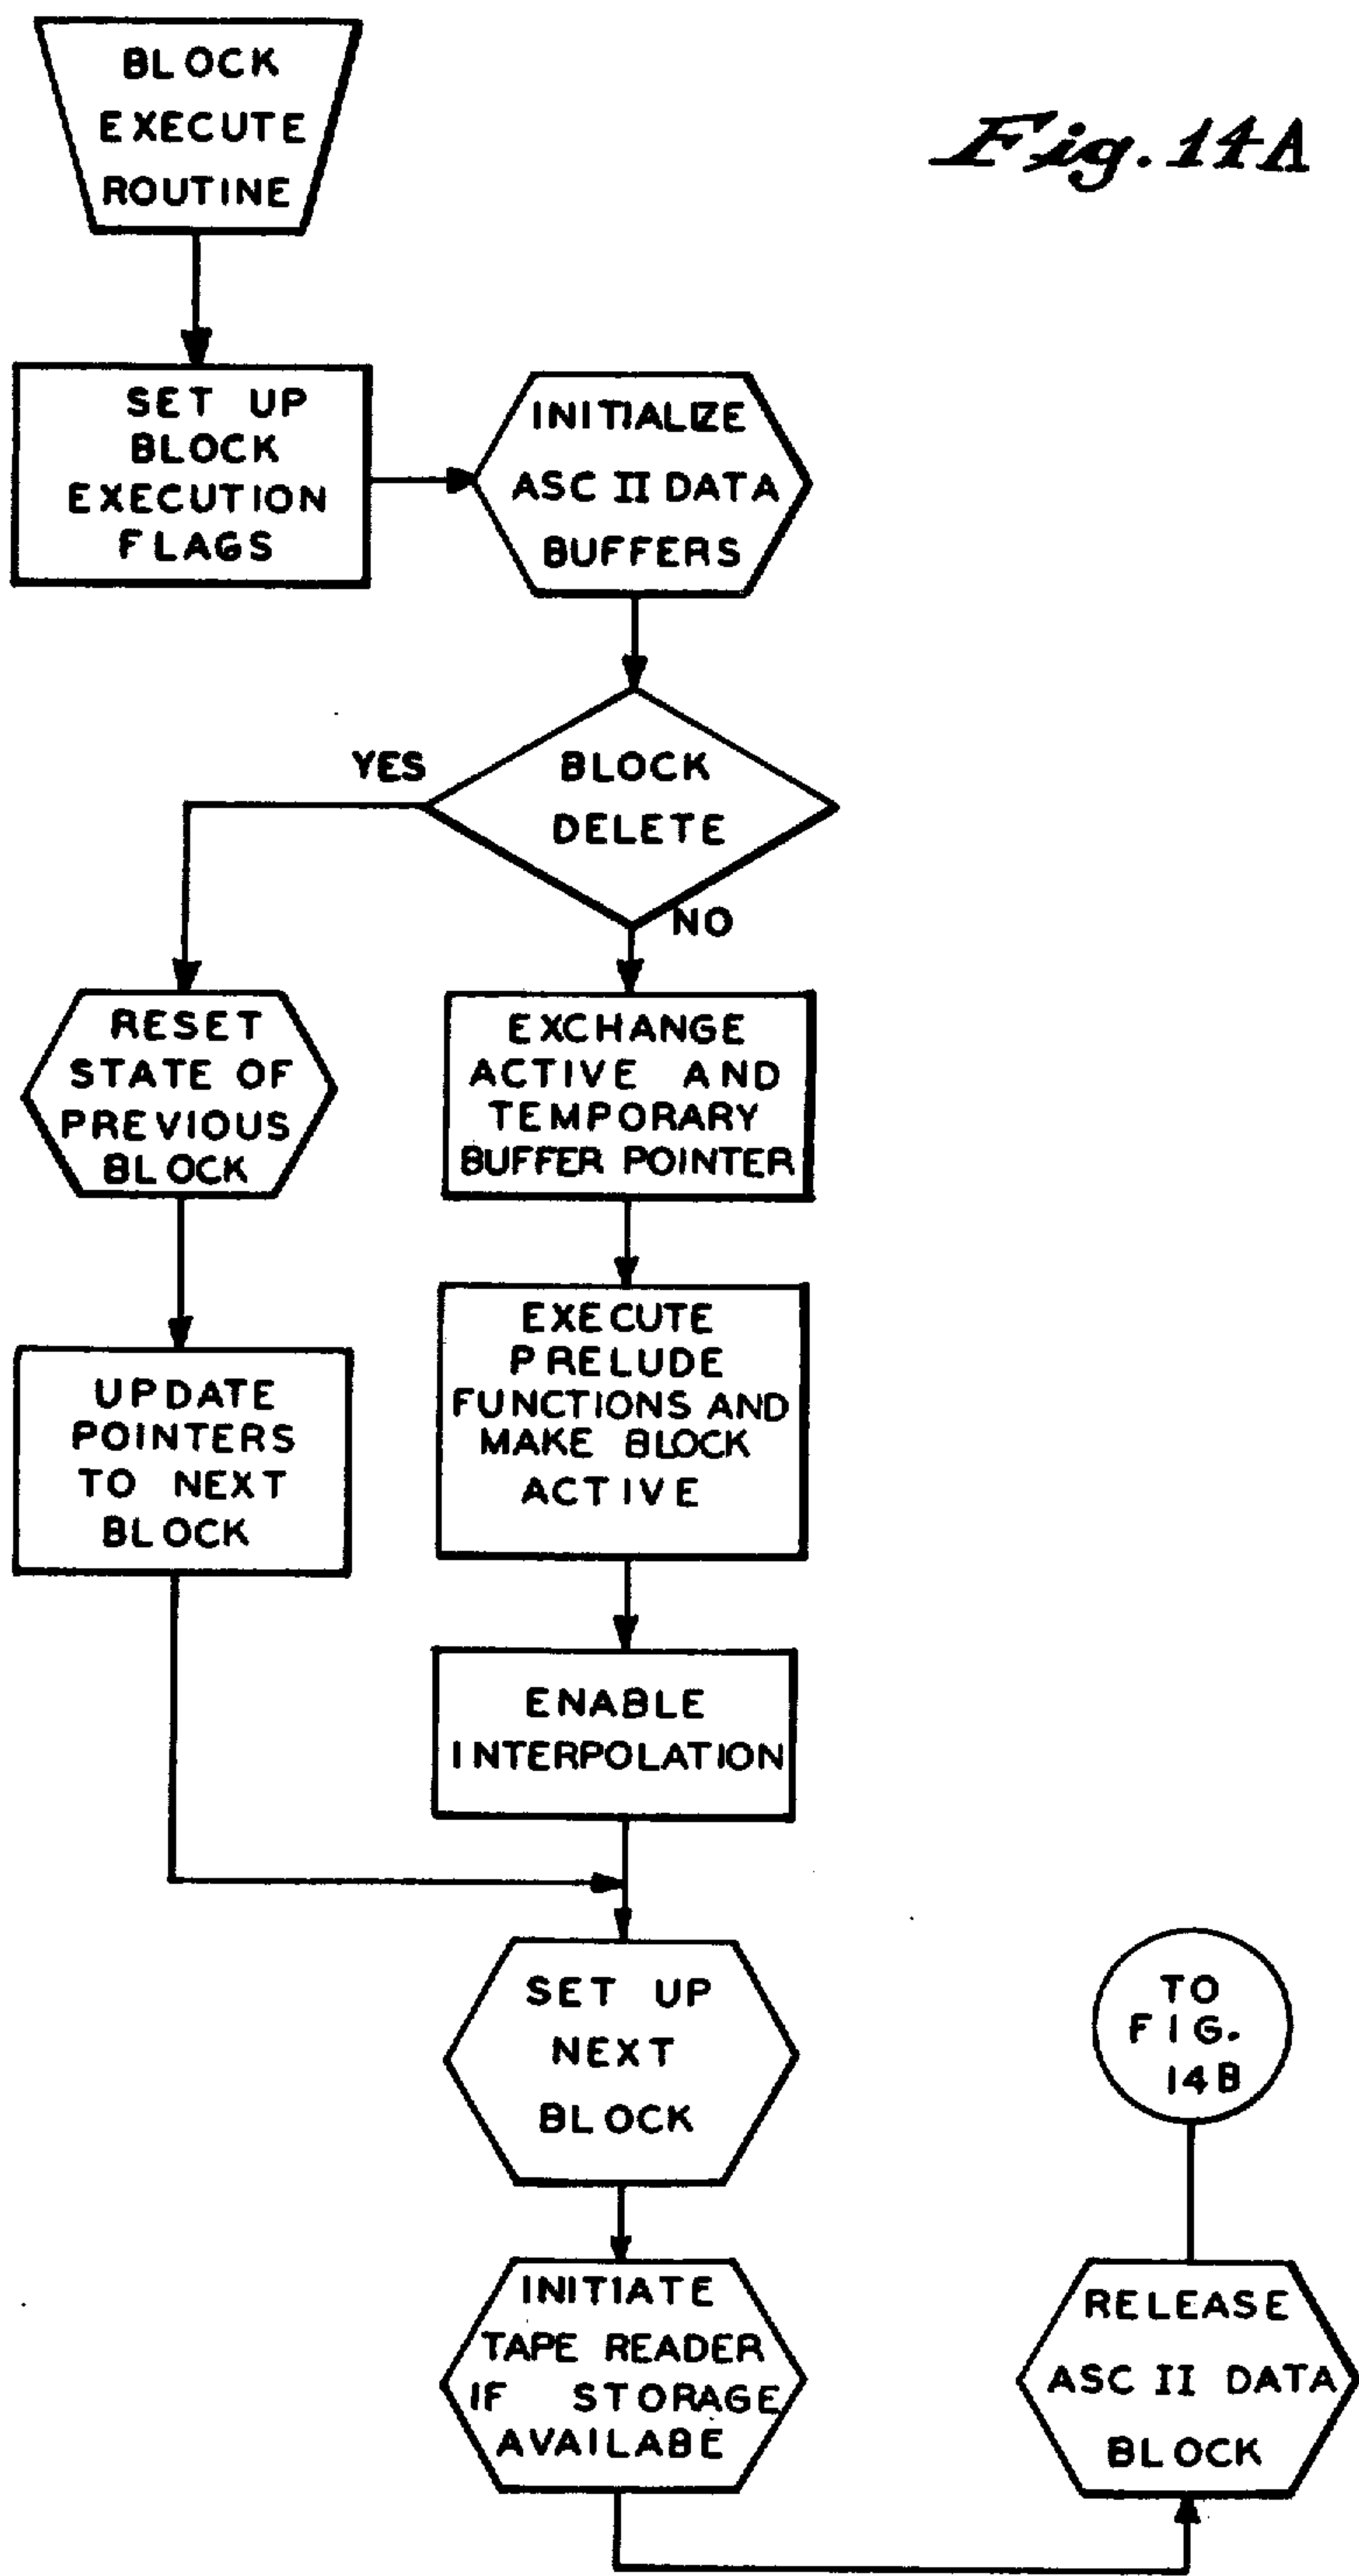 Fig. 14A
BLOCK
EXECUTE
ROUTINE
SET UP
BLOCK
EXECUTION
FLAGS
INITIALIZE
ASC II DATA
BUFFERS
BLOCK
DELETE
YES
NO
RESET
STATE OF
PREVIOUS
BLOCK
EXCHANGE
ACTIVE AND
TEMPORARY
BUFFER POINTER
UPDATE
POINTERS
TO NEXT
BLOCK
EXECUTE
PRELUDE
FUNCTIONS AND
MAKE BLOCK
ACTIVE
ENABLE
INTERPOLATION
SET UP
NEXT
BLOCK
INITIATE
TAPE READER
IF STORAGE
AVAILABE
RELEASE
ASC II DATA
BLOCK
TO
FIG.
14B